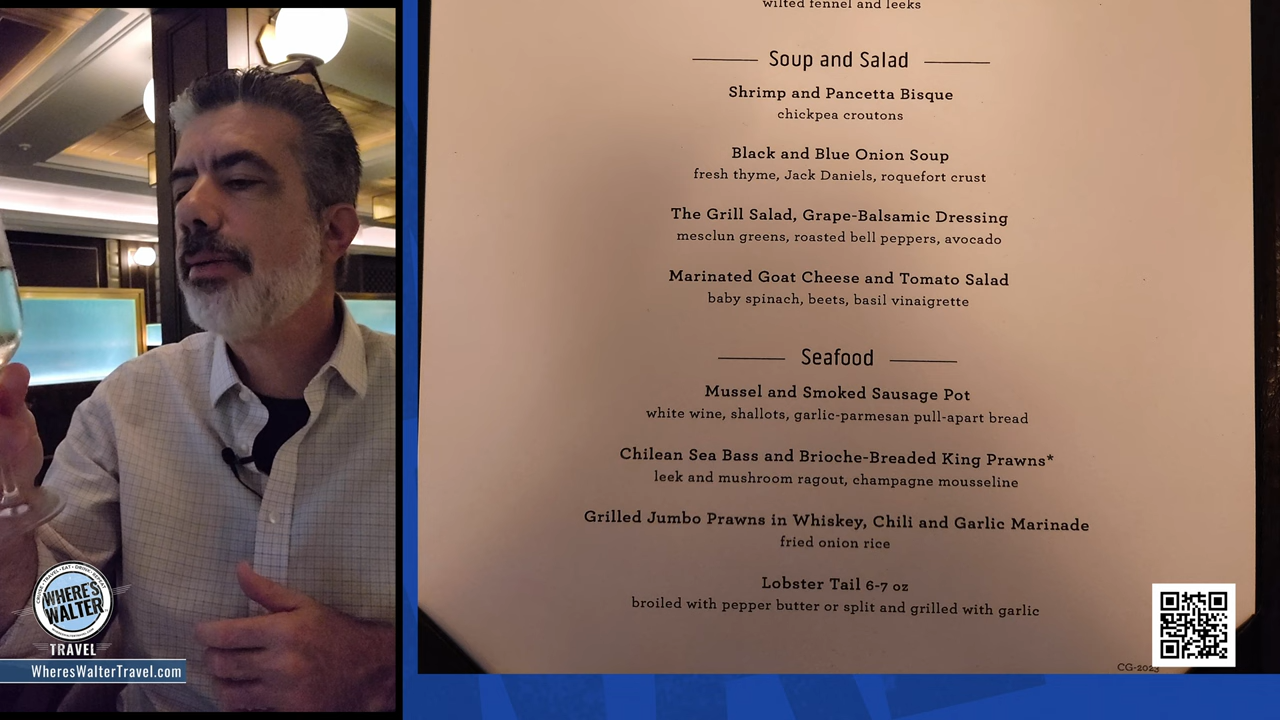 wilted fennel and leeks
Soup and Salad
Shrimp and Pancetta Bisque
chickpea croutons
Black and Blue Onion Soup
fresh thyme, Jack Daniels, roquefort crust
The Grill Salad, Grape-Balsamic Dressing
mesclun greens, roasted bell peppers, avocado
Marinated Goat Cheese and Tomato Salad
baby spinach, beets, basil vinaigrette
Seafood
Mussel and Smoked Sausage Pot
white wine, shallots, garlic-parmesan pull-apart bread
Chilean Sea Bass and Brioche-Breaded King Prawns*
leek and mushroom ragout, champagne mousseline
Grilled Jumbo Prawns in Whiskey, Chili and Garlic Marinade
fried onion rice
Lobster Tail 6-7 oz
broiled with pepper butter or split and grilled with garlic
CG-2023
WHERE'S
WALTER
TRAVEL
WheresWalterTravel.com